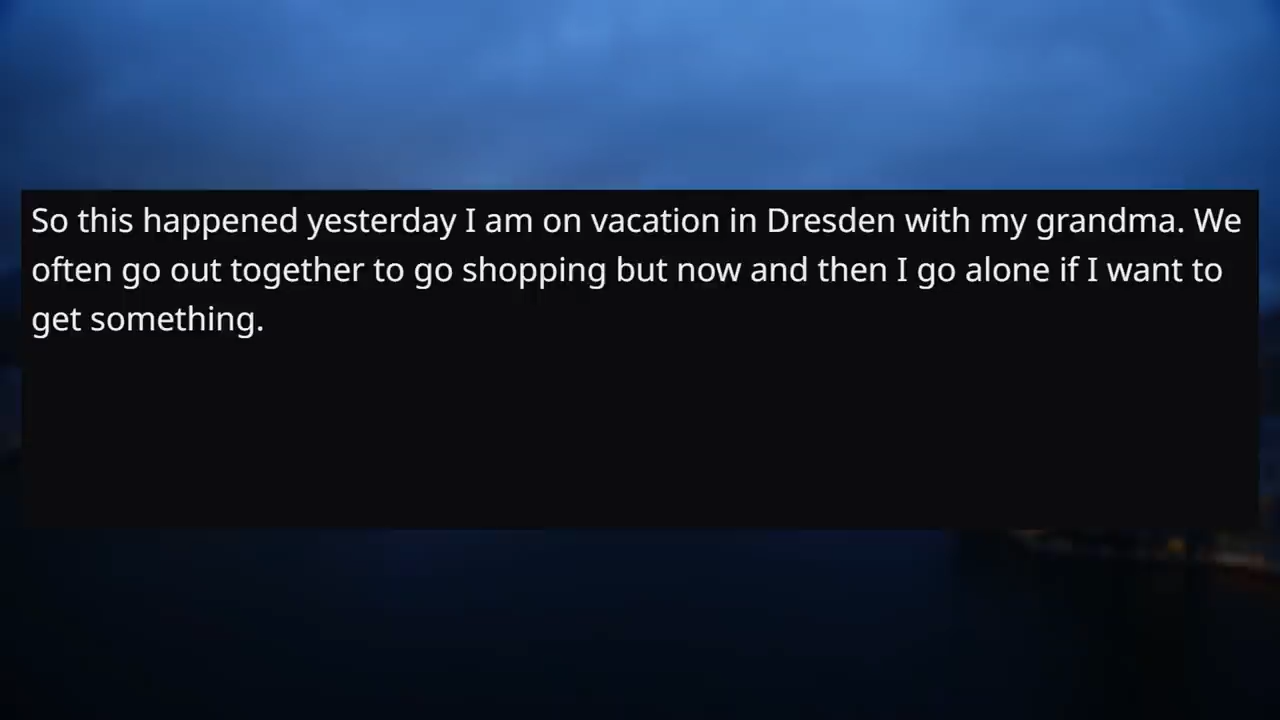 So this happened yesterday I am on vacation in Dresden with my grandma. We
often go out together to go shopping but now and then I go alone if I want to
get something.